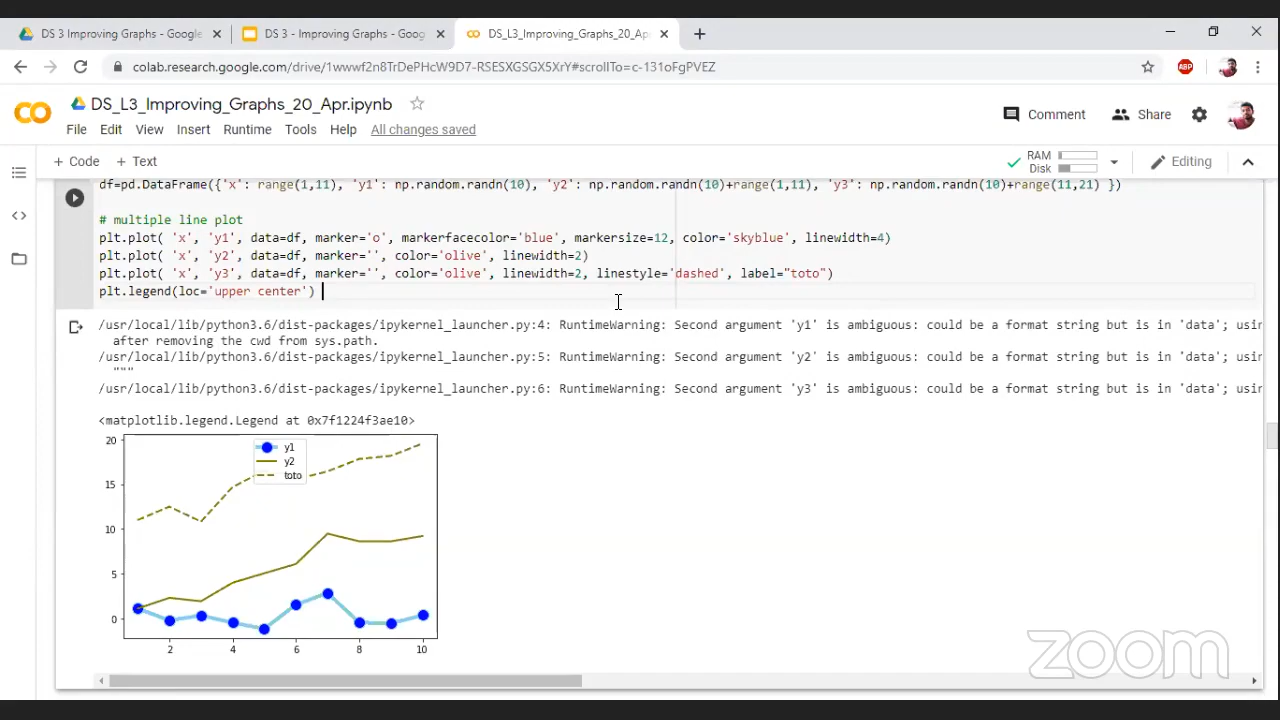 DS 3 Improving Graphs - Google
DS 3 - Improving Graphs - Goog
DS_L3_Improving_Graphs_20_Ap
colab.research.google.com/drive/1wwwf2n8TrDePHcW9D7-RSESXGSGX5XrY#scrollTo=c-131oFgPVEZ
ABP
CO
DS_L3_Improving_Graphs_20_Apr.ipynb
Comment
Share
File Edit View Insert Runtime Tools Help All changes saved
+ Code + Text
RAM
Disk
Editing
df=pd.DataFrame({'x': range(1,11), 'y1': np.random.randn(10), 'y2': np.random.randn(10)+range(1,11), 'y3': np.random.randn(10)+range(11,21) })
# multiple line plot
plt.plot( 'x', 'y1', data=df, marker='o', markerfacecolor='blue', markersize=12, color='skyblue', linewidth=4)
plt.plot( 'x', 'y2', data=df, marker='', color='olive', linewidth=2)
plt.plot( 'x', 'y3', data=df, marker='', color='olive', linewidth=2, linestyle='dashed', label="toto")
plt.legend(loc='upper center')
/usr/local/lib/python3.6/dist-packages/ipykernel_launcher.py:4: RuntimeWarning: Second argument 'y1' is ambiguous: could be a format string but is in 'data'; usin
after removing the cwd from sys.path.
/usr/local/lib/python3.6/dist-packages/ipykernel_launcher.py:5: RuntimeWarning: Second argument 'y2' is ambiguous: could be a format string but is in 'data'; usin
"""
/usr/local/lib/python3.6/dist-packages/ipykernel_launcher.py:6: RuntimeWarning: Second argument 'y3' is ambiguous: could be a format string but is in 'data'; usin
<matplotlib.legend.Legend at 0x7f1224f3ae10>
20
15
10
5
0
y1
y2
toto
2 4 6 8 10
zoom